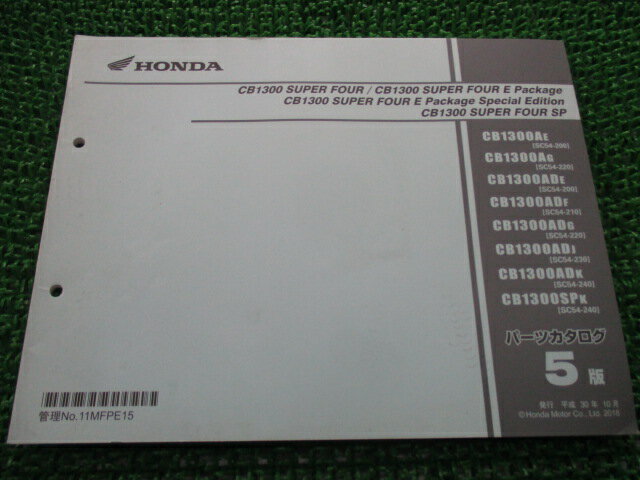 HONDA
CB1300 SUPER FOUR / CB1300 SUPER FOUR E Package
CB1300 SUPER FOUR E Package Special Edition
CB1300 SUPER FOUR SP
CB1300AE
[SC54-200]
CB1300AG
[SC54-220]
CB1300ADE
[SC54-200]
CB1300ADF
[SC54-210]
CB1300ADG
[SC54-220]
CB1300ADJ
[SC54-230]
CB1300ADK
[SC54-240]
CB1300SPK
[SC54-240]
パーツカタログ
5版
発行 平成 30年 10月
©Honda Motor Co., Ltd. 2018
管理No.11MFPE15